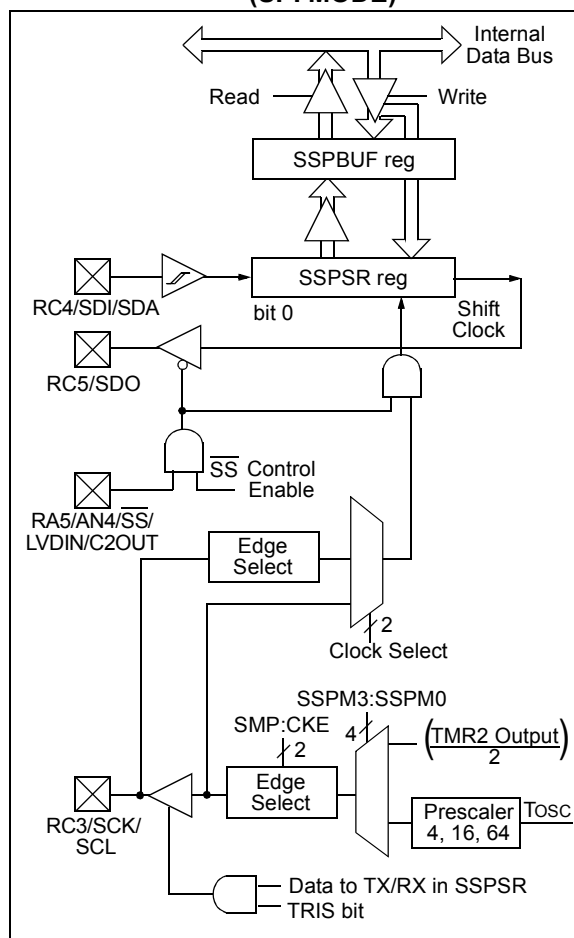 Internal
Data Bus
Read
Write
SSPBUF reg
SSPSR reg
RC4/SDI/SDA
bit 0
Shift
Clock
RC5/SDO
SS Control
Enable
RA5/AN4/SS/
LVDIN/C2OUT
Edge
Select
2
Clock Select
SSPM3:SSPM0
SMP:CKE
4
(TMR2 Output)
2
2
Edge
Select
Prescaler
4, 16, 64
TOSC
RC3/SCK/
SCL
Data to TX/RX in SSPSR
TRIS bit